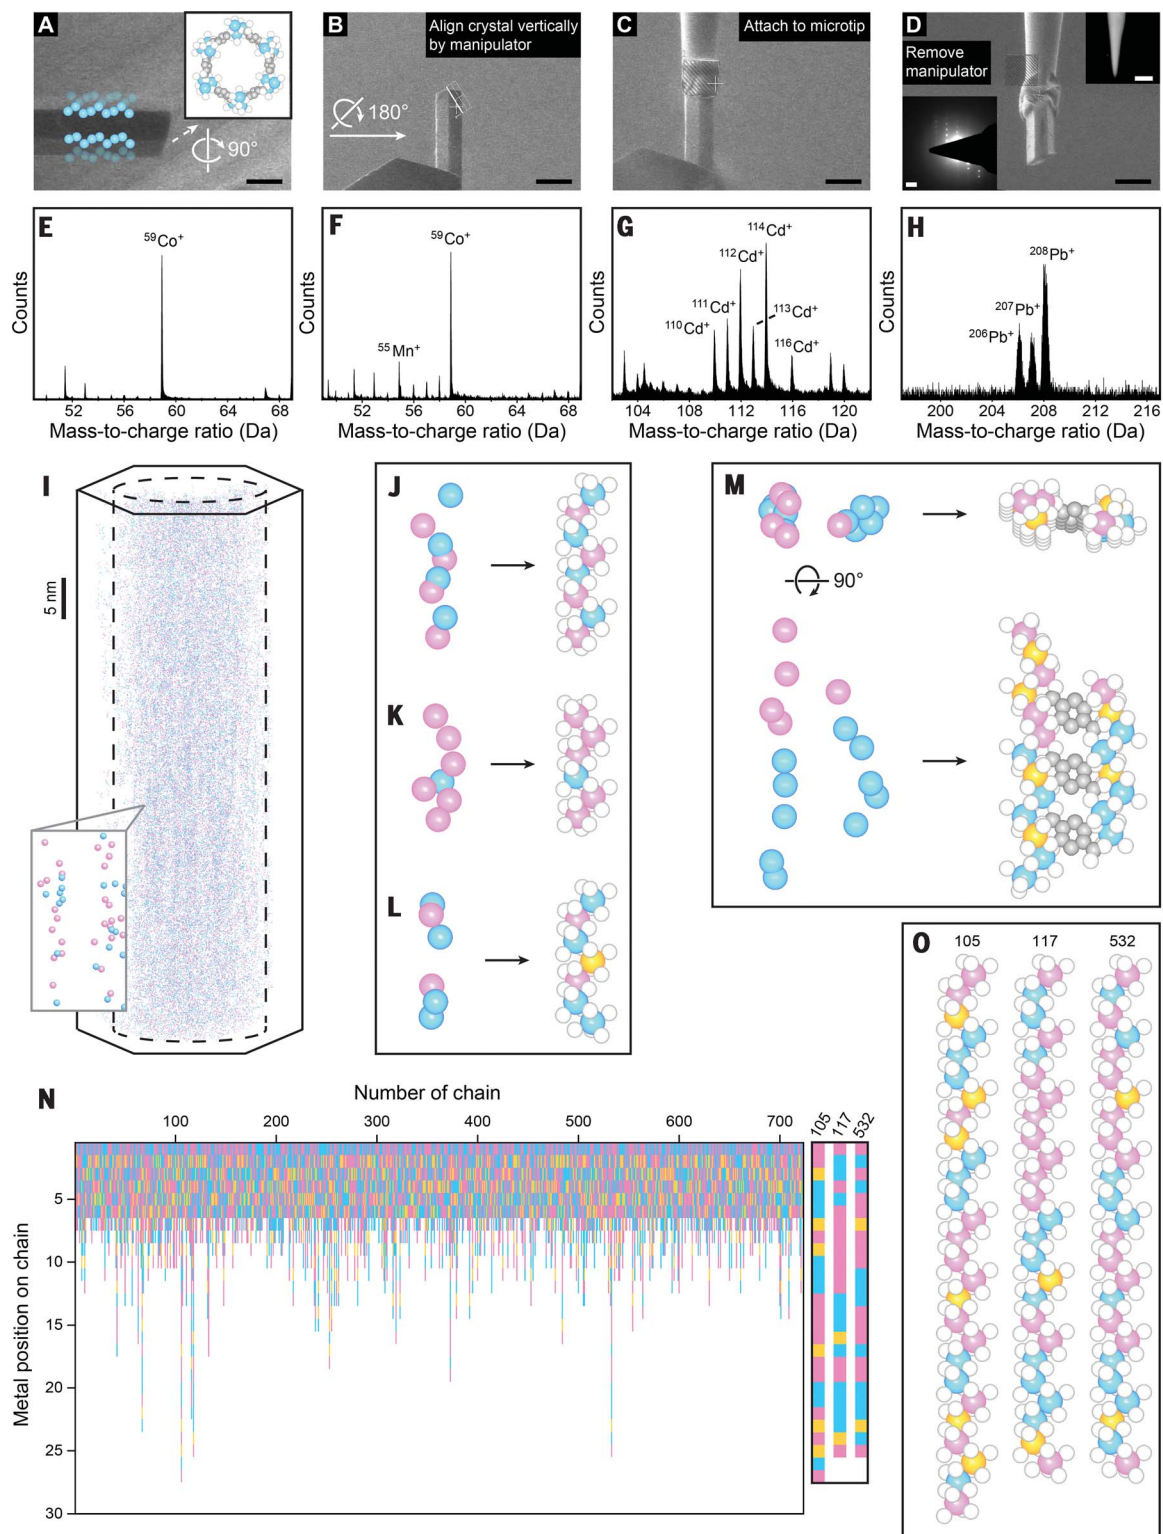 A
90°
B
Align crystal vertically
by manipulator
180°
C
Attach to microtip
D
Remove
manipulator
E
⁵⁹Co⁺
Counts
52 56 60 64 68
Mass-to-charge ratio (Da)
F
⁵⁹Co⁺
⁵⁵Mn⁺
Counts
52 56 60 64 68
Mass-to-charge ratio (Da)
G
¹¹⁴Cd⁺
¹¹²Cd⁺
¹¹¹Cd⁺
¹¹³Cd⁺
¹¹⁰Cd⁺
¹¹⁶Cd⁺
Counts
104 108 112 116 120
Mass-to-charge ratio (Da)
H
²⁰⁸Pb⁺
²⁰⁷Pb⁺
²⁰⁶Pb⁺
Counts
200 204 208 212 216
Mass-to-charge ratio (Da)
I
5 nm
J
K
L
M
90°
N
Number of chain
100 200 300 400 500 600 700
Metal position on chain
5
10
15
20
25
30
105 117 532
O
105 117 532